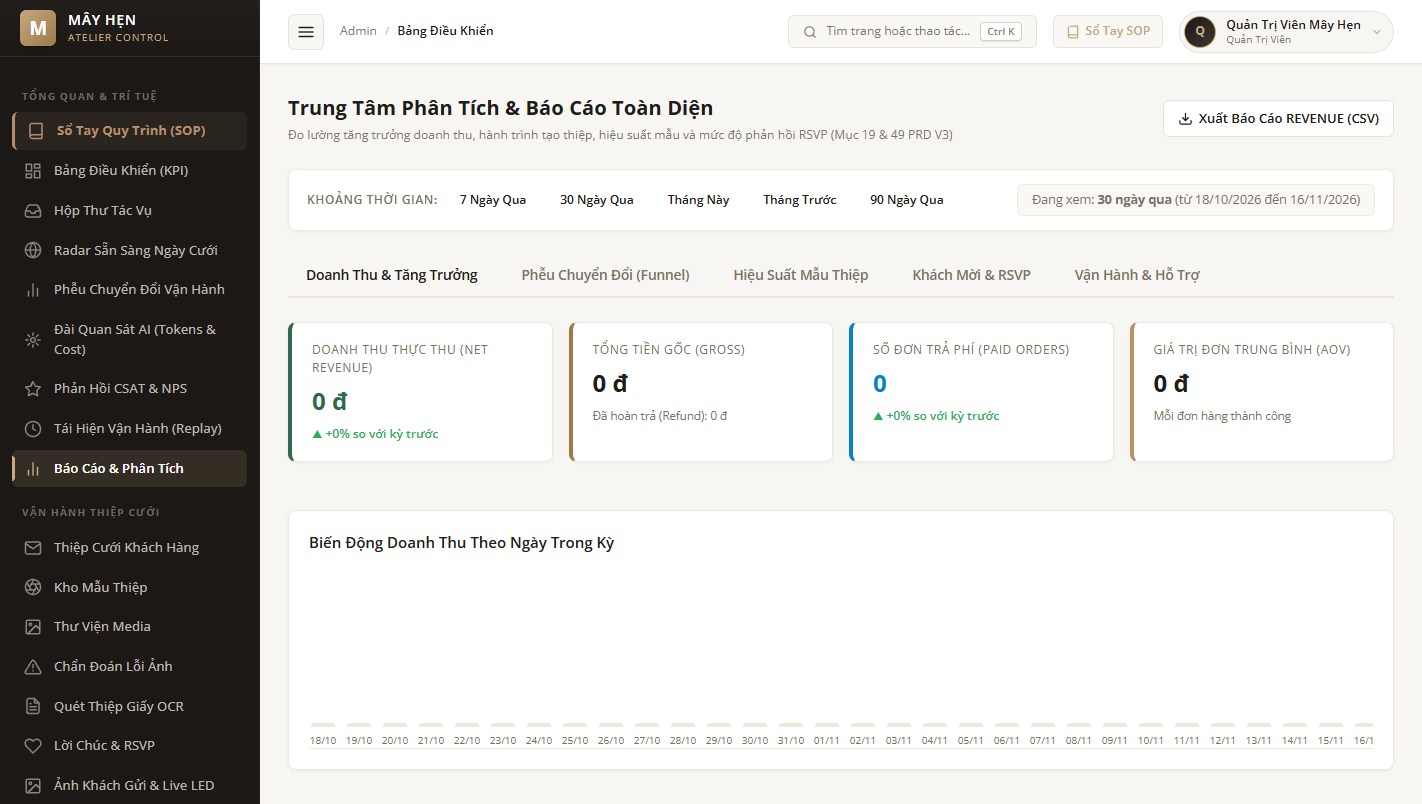 M
MÂY HẸN
ATELIER CONTROL
TỔNG QUAN & TRÍ TUỆ
Sổ Tay Quy Trình (SOP)
Bảng Điều Khiển (KPI)
Hộp Thư Tác Vụ
Radar Sẵn Sàng Ngày Cưới
Phễu Chuyển Đổi Vận Hành
Đài Quan Sát AI (Tokens &
Cost)
Phản Hồi CSAT & NPS
Tái Hiện Vận Hành (Replay)
Báo Cáo & Phân Tích
VẬN HÀNH THIỆP CƯỚI
Thiệp Cưới Khách Hàng
Kho Mẫu Thiệp
Thư Viện Media
Chẩn Đoán Lỗi Ảnh
Quét Thiệp Giấy OCR
Lời Chúc & RSVP
Ảnh Khách Gửi & Live LED
Admin / Bảng Điều Khiển
Tìm trang hoặc thao tác... Ctrl K
Sổ Tay SOP
Q
Quản Trị Viên Mây Hẹn
Quản Trị Viên
Trung Tâm Phân Tích & Báo Cáo Toàn Diện
Đo lường tăng trưởng doanh thu, hành trình tạo thiệp, hiệu suất mẫu và mức độ phản hồi RSVP (Mục 19 & 49 PRD V3)
Xuất Báo Cáo REVENUE (CSV)
KHOẢNG THỜI GIAN: 7 Ngày Qua 30 Ngày Qua Tháng Này Tháng Trước 90 Ngày Qua
Đang xem: 30 ngày qua (từ 18/10/2026 đến 16/11/2026)
Doanh Thu & Tăng Trưởng Phễu Chuyển Đổi (Funnel) Hiệu Suất Mẫu Thiệp Khách Mời & RSVP Vận Hành & Hỗ Trợ
DOANH THU THỰC THU (NET
REVENUE)
0 đ
▲ +0% so với kỳ trước
TỔNG TIỀN GỐC (GROSS)
0 đ
Đã hoàn trả (Refund): 0 đ
SỐ ĐƠN TRẢ PHÍ (PAID ORDERS)
0
▲ +0% so với kỳ trước
GIÁ TRỊ ĐƠN TRUNG BÌNH (AOV)
0 đ
Mỗi đơn hàng thành công
Biến Động Doanh Thu Theo Ngày Trong Kỳ
18/10 19/10 20/10 21/10 22/10 23/10 24/10 25/10 26/10 27/10 28/10 29/10 30/10 31/10 01/11 02/11 03/11 04/11 05/11 06/11 07/11 08/11 09/11 10/11 11/11 12/11 13/11 14/11 15/11 16/1